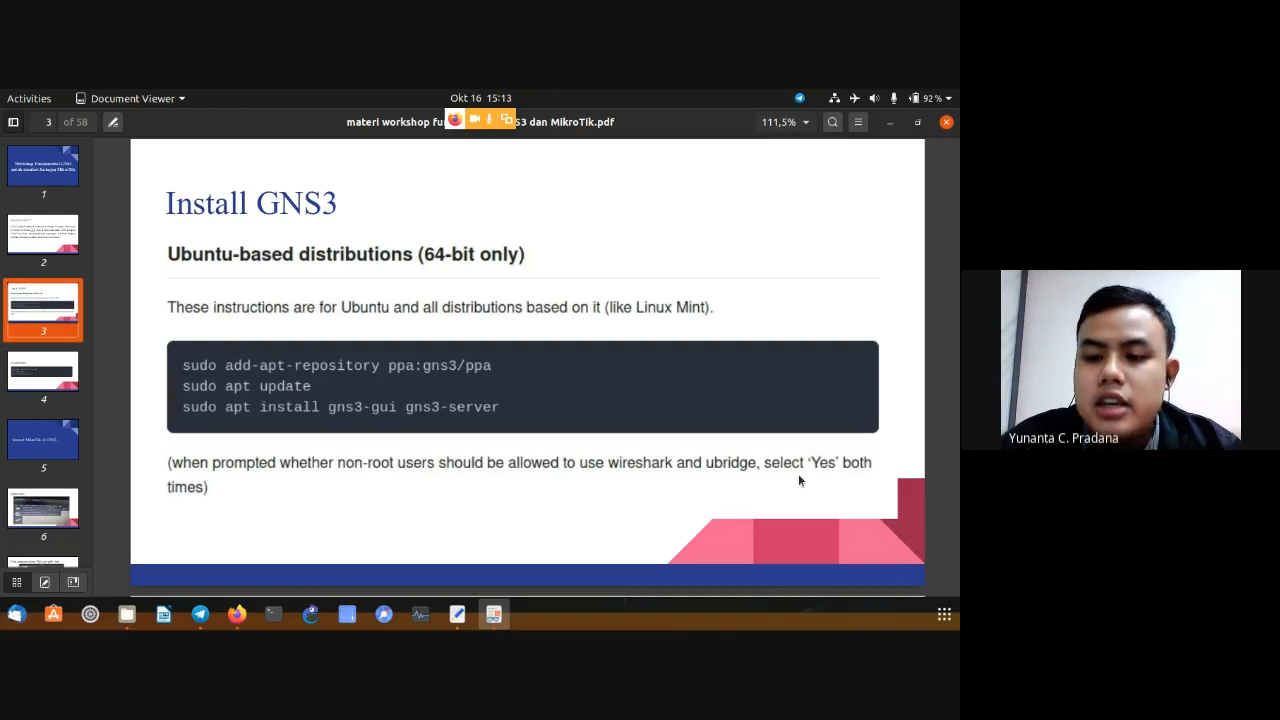 Activities
Document Viewer
Okt 16 15:13
92 %
3 of 58
materi workshop fu S3 dan MikroTik.pdf
111,5%
1
2
3
4
5
6
Install GNS3
Ubuntu-based distributions (64-bit only)
These instructions are for Ubuntu and all distributions based on it (like Linux Mint).
sudo add-apt-repository ppa:gns3/ppa
sudo apt update
sudo apt install gns3-gui gns3-server
(when prompted whether non-root users should be allowed to use wireshark and ubridge, select ‘Yes’ both
times)
Yunanta C. Pradana